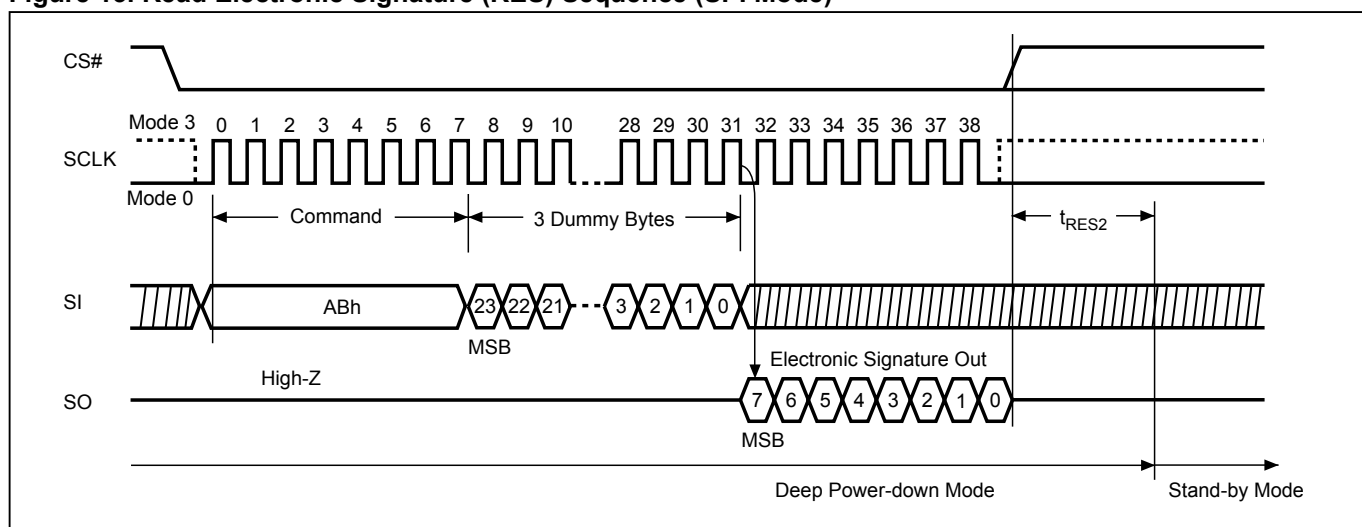 Figure Read Electronic Signature (RES) Sequence (SPI Mode)
CS#
Mode 3
0 1 2 3 4 5 6 7 8 9 10 28 29 30 31 32 33 34 35 36 37 38
SCLK
Mode 0
Command
3 Dummy Bytes
tRES2
SI
ABh
23 22 21 3 2 1 0
MSB
High-Z
Electronic Signature Out
SO
7 6 5 4 3 2 1 0
MSB
Deep Power-down Mode
Stand-by Mode